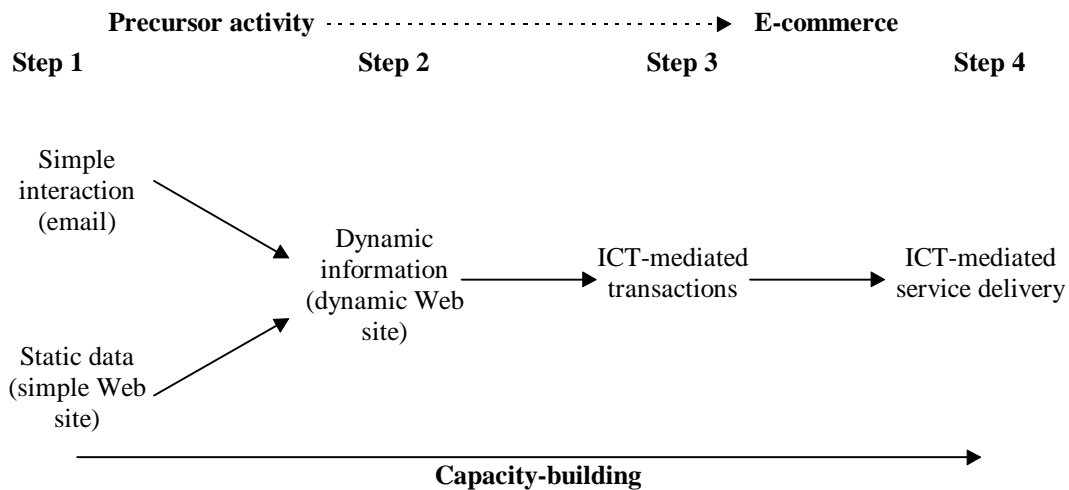 Precursor activity E-commerce
Step 1 Step 2 Step 3 Step 4
Simple
interaction
(email)
Static data
(simple Web
site)
Dynamic
information
(dynamic Web
site)
ICT-mediated
transactions
ICT-mediated
service delivery
Capacity-building